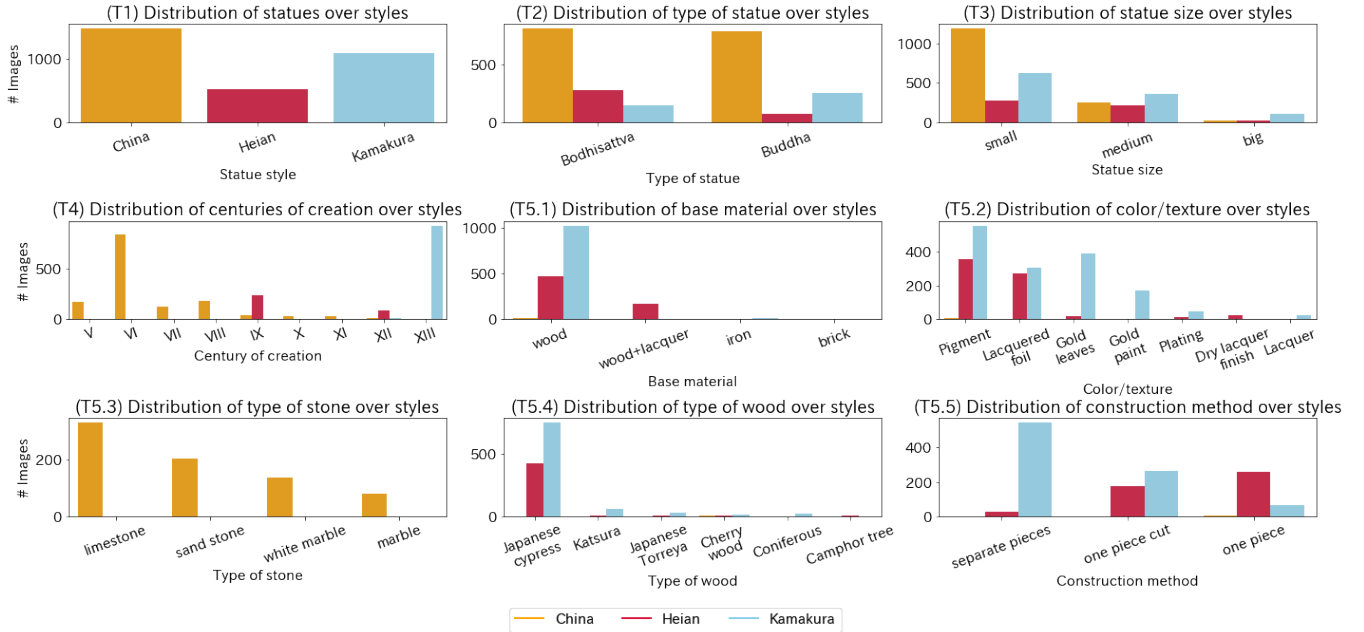 (T1) Distribution of statues over styles
# Images
1000
0
China
Heian
Kamakura
Statue style
(T2) Distribution of type of statue over styles
500
0
Bodhisattva
Buddha
Type of statue
(T3) Distribution of statue size over styles
1000
500
0
small
medium
big
Statue size
(T4) Distribution of centuries of creation over styles
# Images
500
0
V
VI
VII
VIII
IX
X
XI
XII
XIII
Century of creation
(T5.1) Distribution of base material over styles
1000
500
0
wood
wood+lacquer
iron
brick
Base material
(T5.2) Distribution of color/texture over styles
400
200
0
Pigment
Lacquered
foil
Gold
leaves
Gold
paint
Plating
Dry lacquer
finish
Lacquer
Color/texture
(T5.3) Distribution of type of stone over styles
# Images
200
0
limestone
sand stone
white marble
marble
Type of stone
(T5.4) Distribution of type of wood over styles
500
0
Japanese
cypress
Katsura
Japanese
Torreya
Cherry
wood
Coniferous
Camphor tree
Type of wood
(T5.5) Distribution of construction method over styles
400
200
0
separate pieces
one piece cut
one piece
Construction method
China
Heian
Kamakura